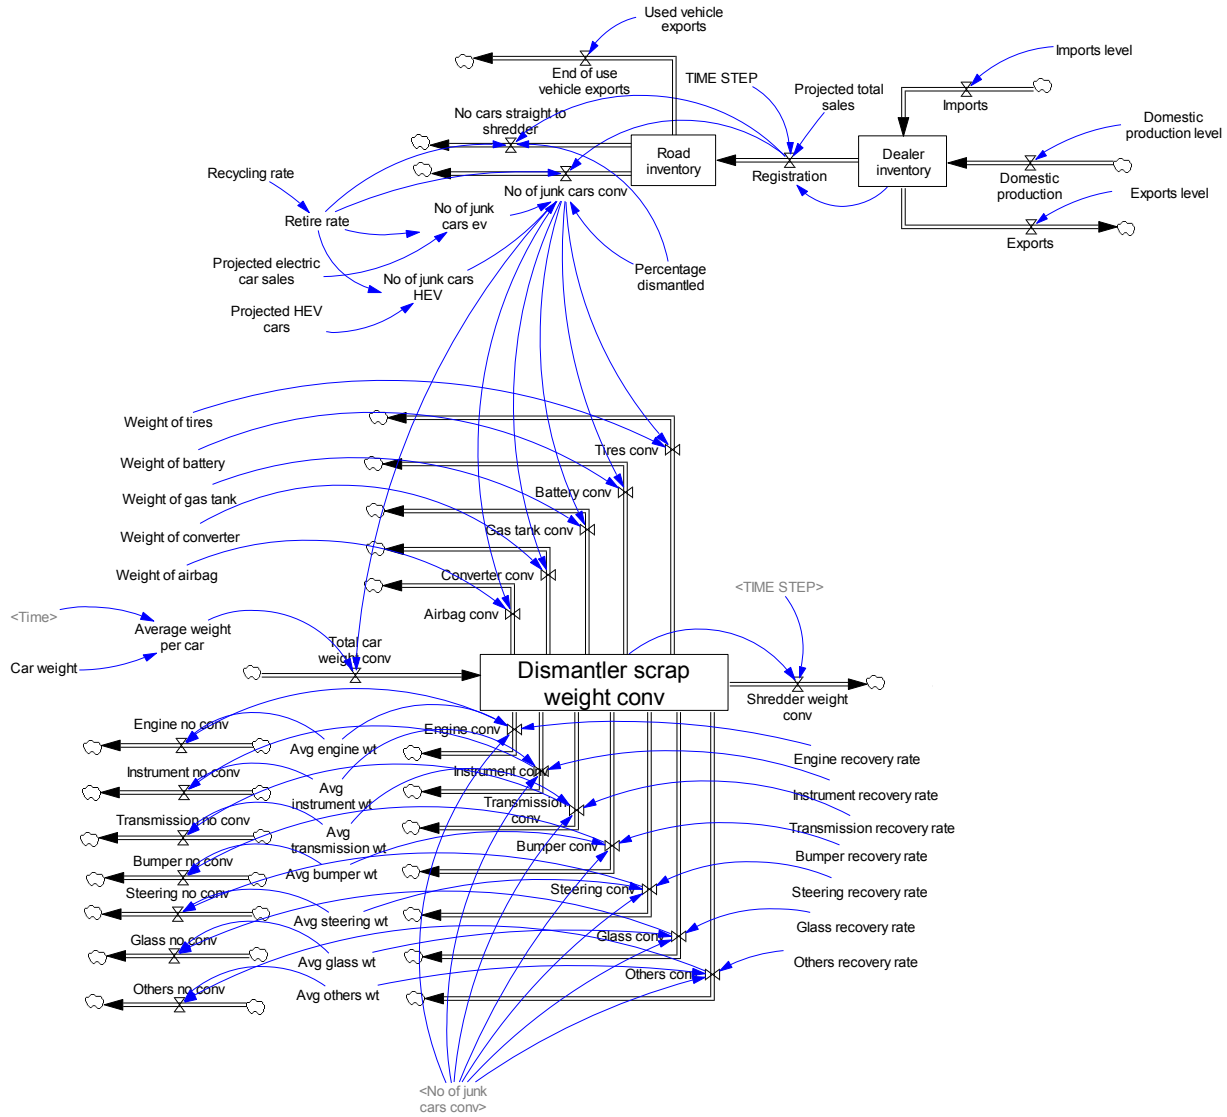 Used vehicle
exports
Imports level
End of use
vehicle exports
TIME STEP
Projected total
sales
Imports
No cars straight to
shredder
Domestic
production level
Road
inventory
Dealer
inventory
Registration
Domestic
production
Recycling rate
No of junk cars conv
Exports level
Retire rate
No of junk
cars ev
Exports
Projected electric
car sales
No of junk cars
HEV
Percentage
dismantled
Projected HEV
cars
Weight of tires
Tires conv
Weight of battery
Battery conv
Weight of gas tank
Gas tank conv
Weight of converter
Converter conv
Weight of airbag
Airbag conv
<TIME STEP>
<Time>
Average weight
per car
Total car
weight conv
Car weight
Dismantler scrap
weight conv
Shredder weight
conv
Engine no conv
Avg engine wt
Engine conv
Engine recovery rate
Instrument no conv
Avg
instrument wt
Instrument conv
Instrument recovery rate
Transmission no conv
Avg
transmission wt
Transmission
conv
Transmission recovery rate
Bumper no conv
Avg bumper wt
Bumper conv
Bumper recovery rate
Steering no conv
Avg steering wt
Steering conv
Steering recovery rate
Glass no conv
Avg glass wt
Glass conv
Glass recovery rate
Others no conv
Avg others wt
Others conv
Others recovery rate
<No of junk
cars conv>